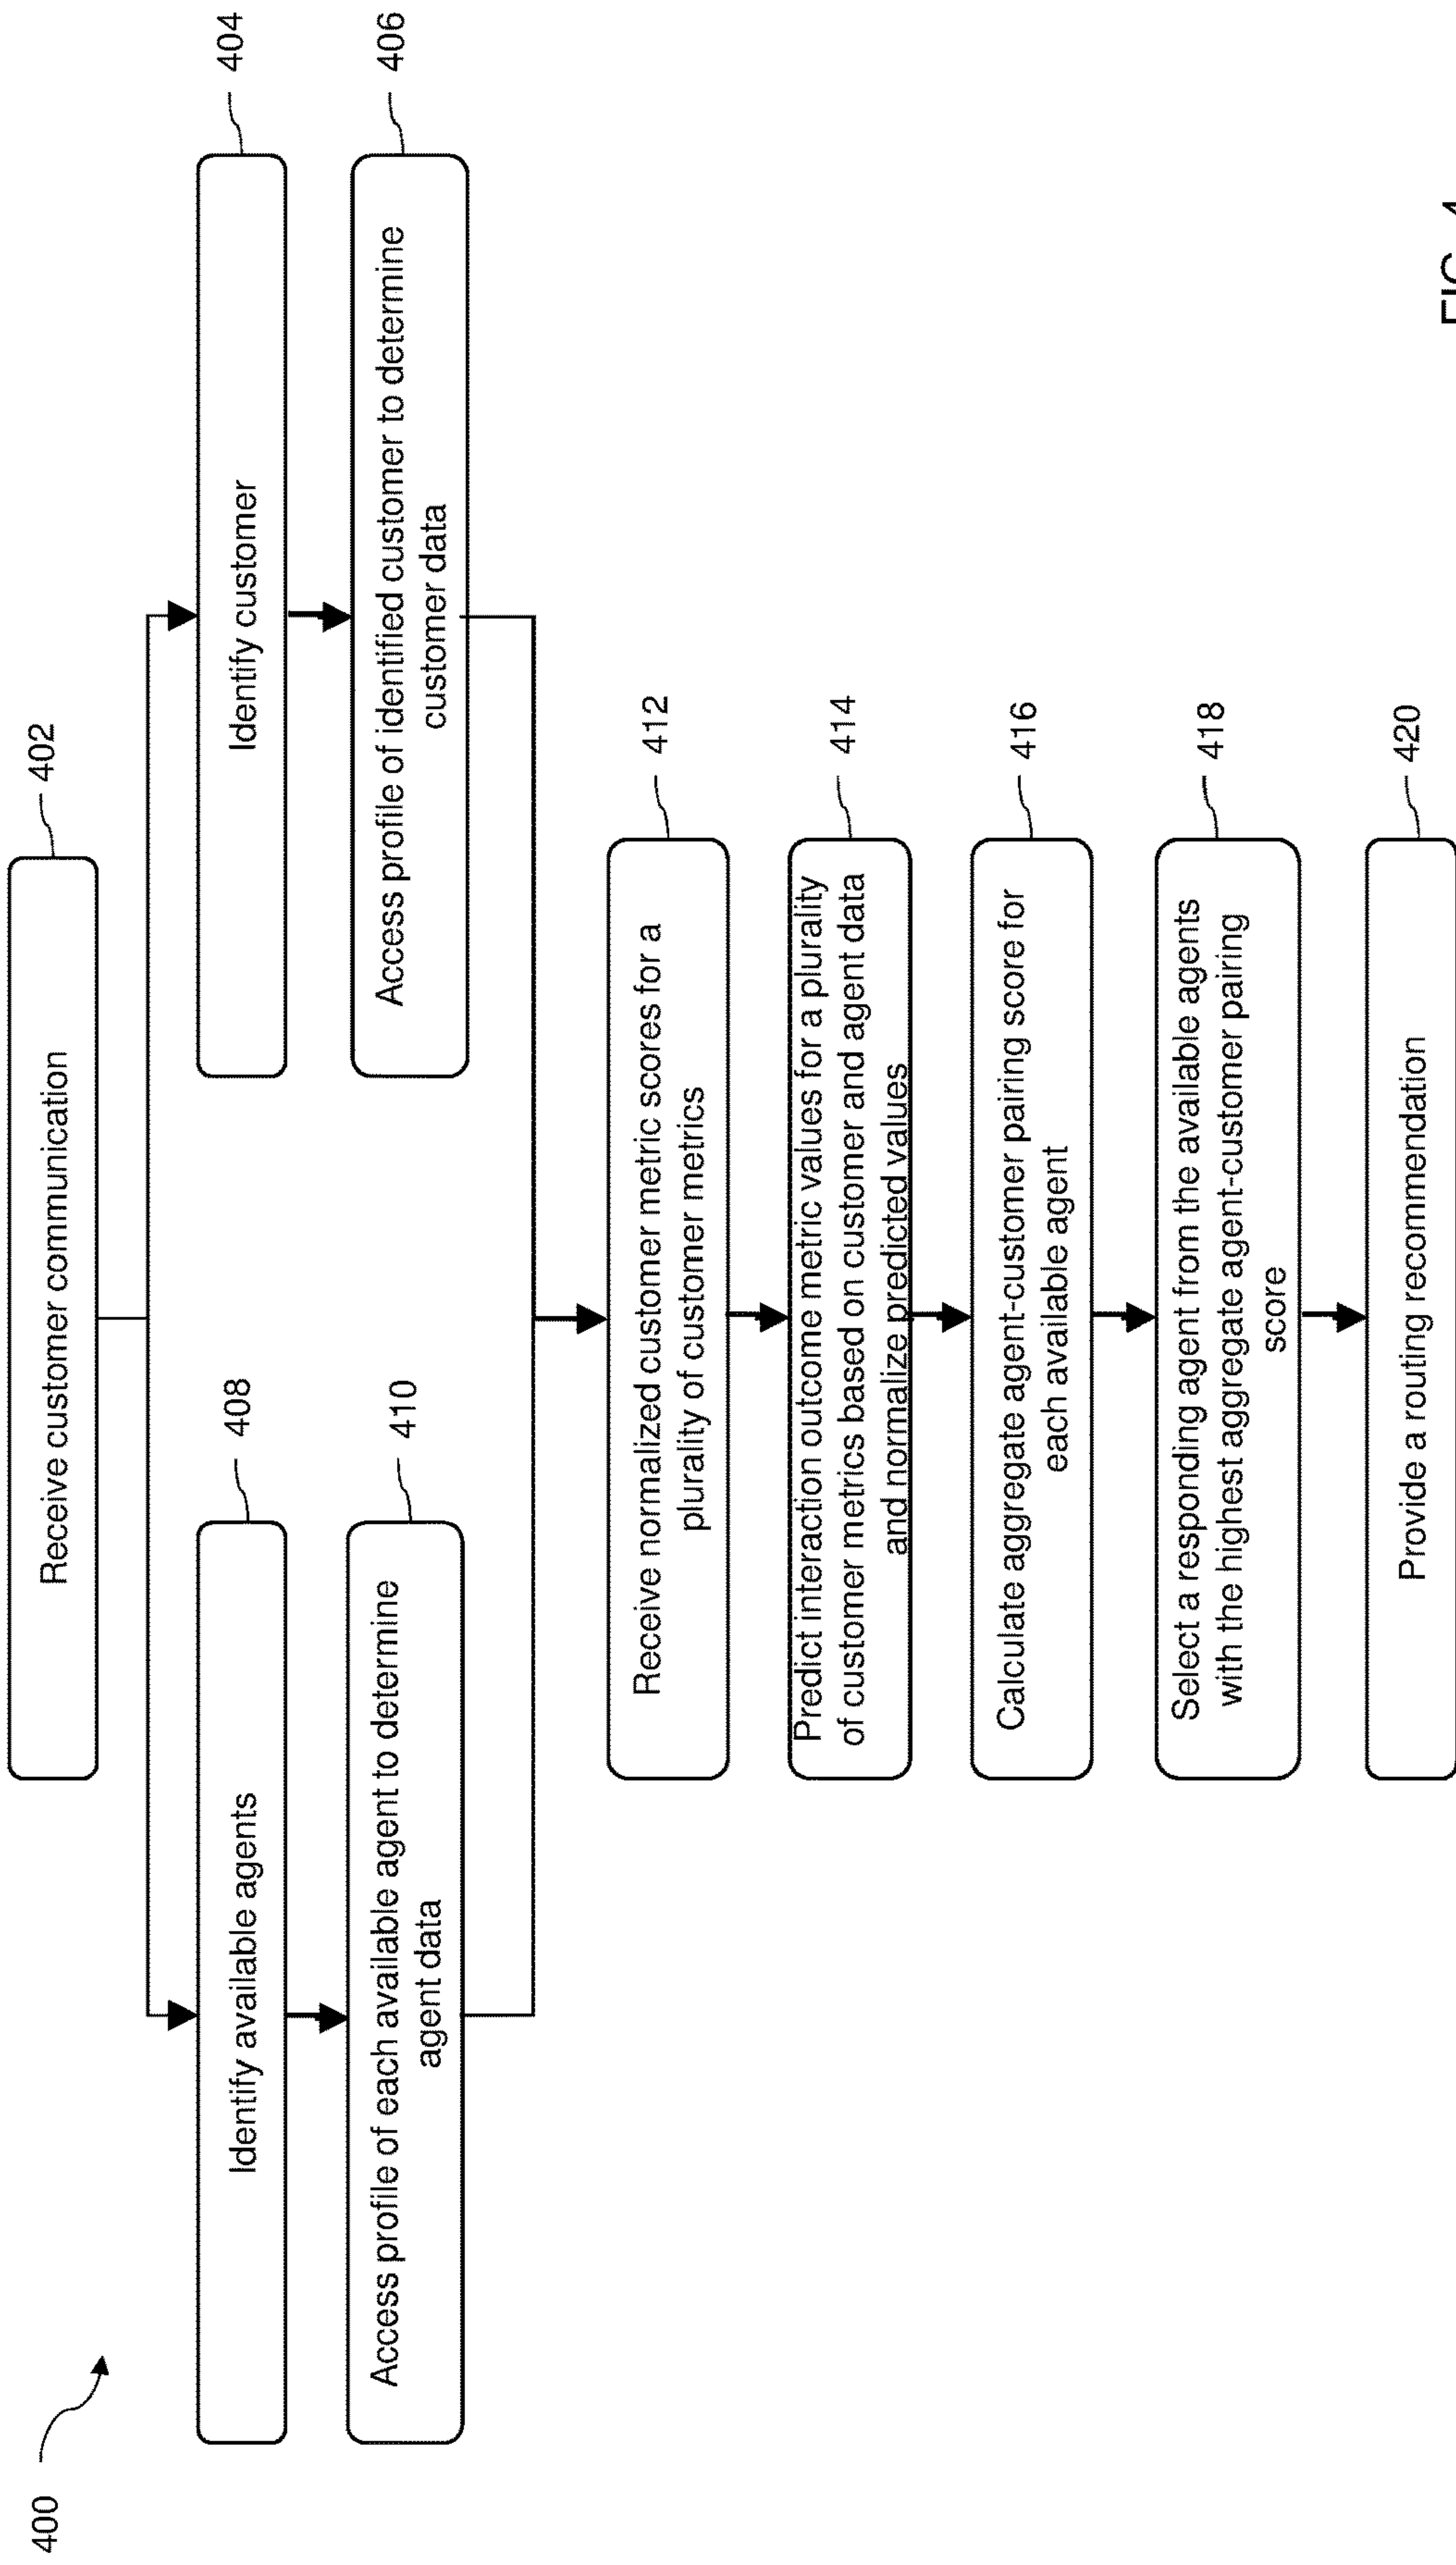 400
Receive customer communication
402
Identify available agents
408
Identify customer
404
Access profile of each available agent to determine
agent data
410
Access profile of identified customer to determine
customer data
406
Receive normalized customer metric scores for a
plurality of customer metrics
412
Predict interaction outcome metric values for a plurality
of customer metrics based on customer and agent data
and normalize predicted values
414
Calculate aggregate agent-customer pairing score for
each available agent
416
Select a responding agent from the available agents
with the highest aggregate agent-customer pairing
score
418
Provide a routing recommendation
420
FIG. 4